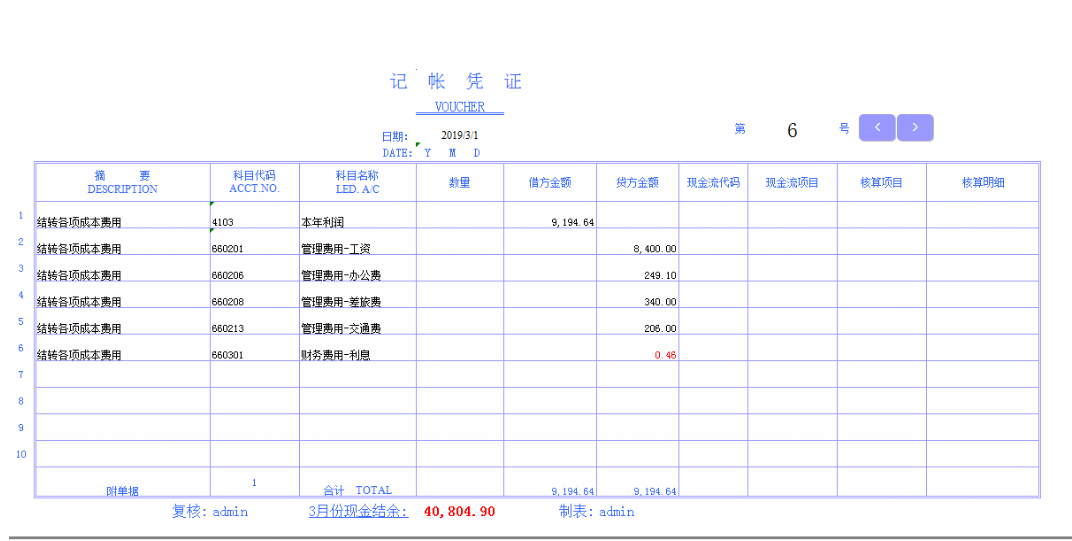 记 帐 凭 证
VOUCHER
日期: 2019/3/1
第 6 号
DATE: Y M D
摘 要 科目代码 科目名称 数量 借方金额 贷方金额 现金流代码 现金流项目 核算项目 核算明细
DESCRIPTION ACCT.NO. LED. A/C
1 结转各项成本费用 4103 本年利润 9,194.64
2 结转各项成本费用 660201 管理费用-工资 8,400.00
3 结转各项成本费用 660206 管理费用-办公费 249.10
4 结转各项成本费用 660208 管理费用-差旅费 340.00
5 结转各项成本费用 660213 管理费用-交通费 206.00
6 结转各项成本费用 660301 财务费用-利息 0.46
7
8
9
10
附单据 1 合计 TOTAL 9,194.64 9,194.64
复核: admin 3月份现金结余: 40,804.90 制表: admin